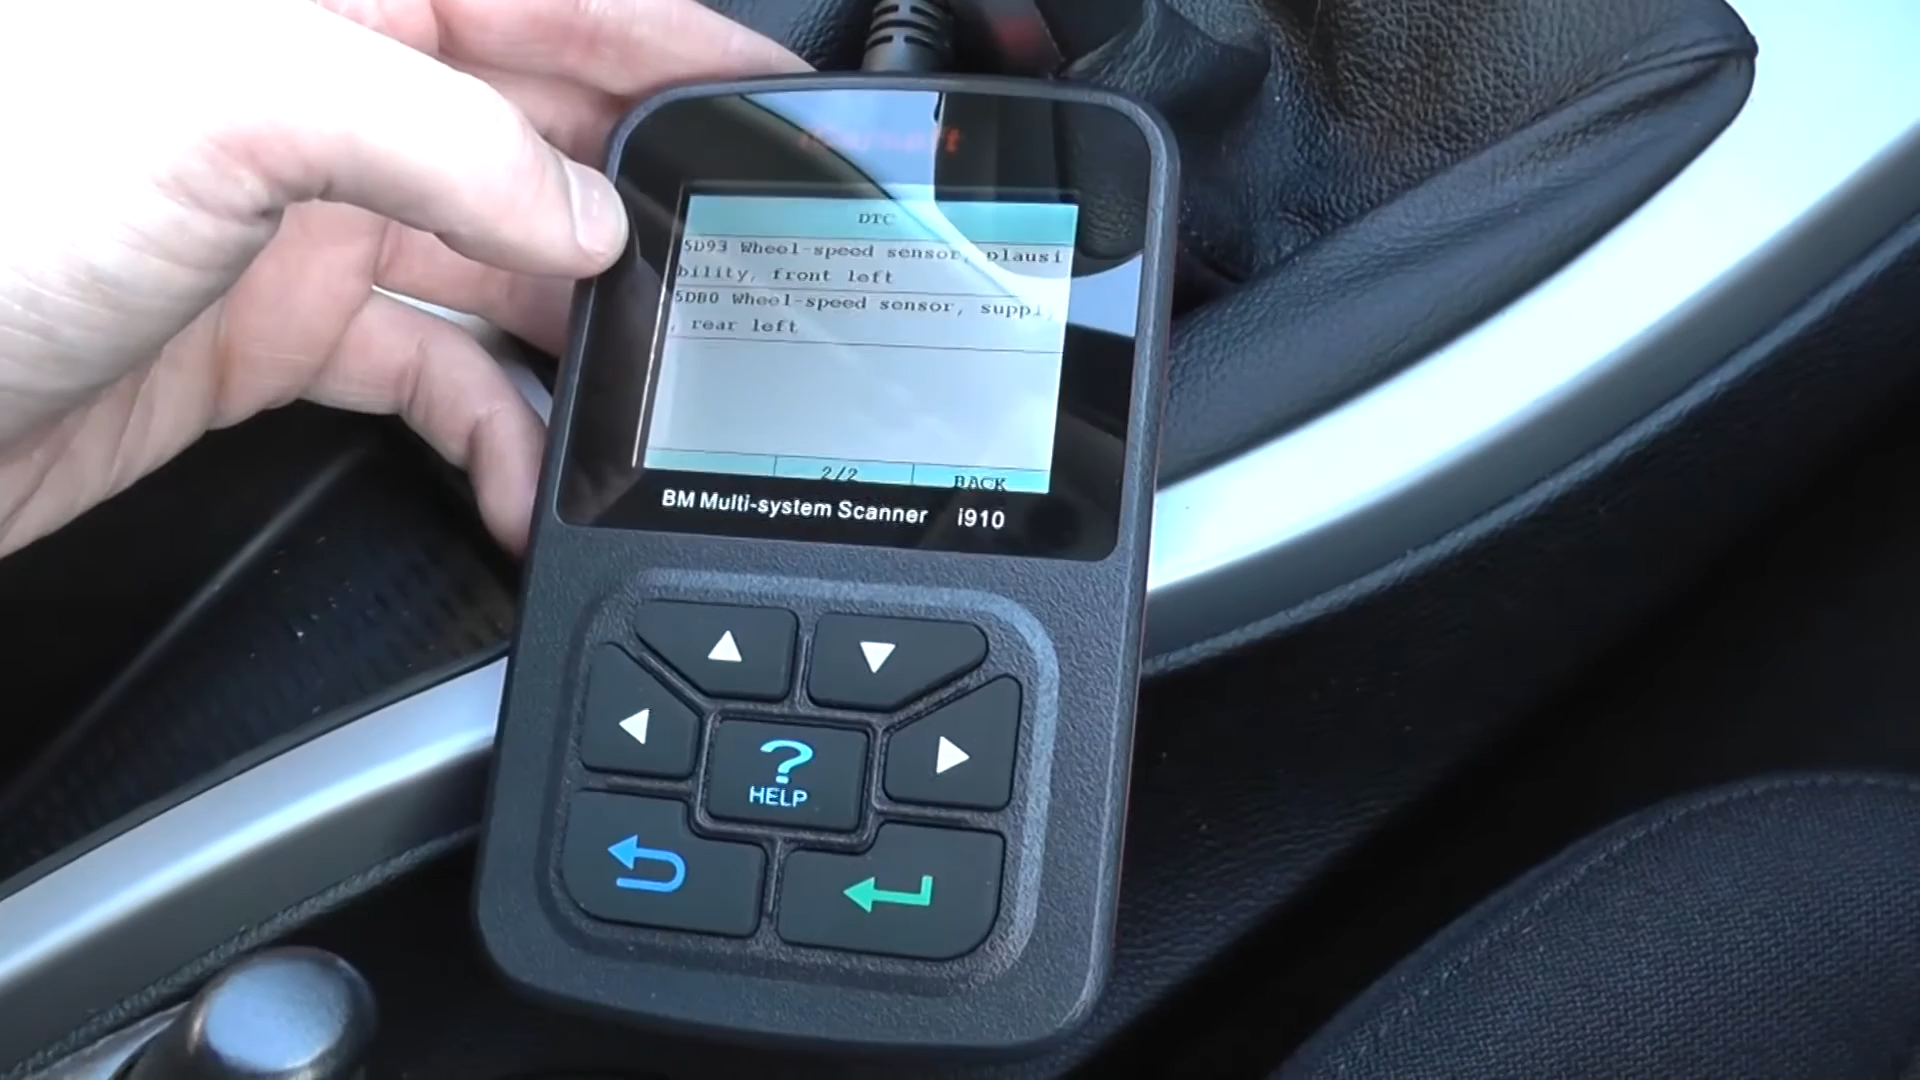 DTC
5D93 Wheel-speed sensor, plausi
bility, front left
5DB0 Wheel-speed sensor,
, rear left
2/2 BACK
BM Multi-system Scanner i910
?
HELP